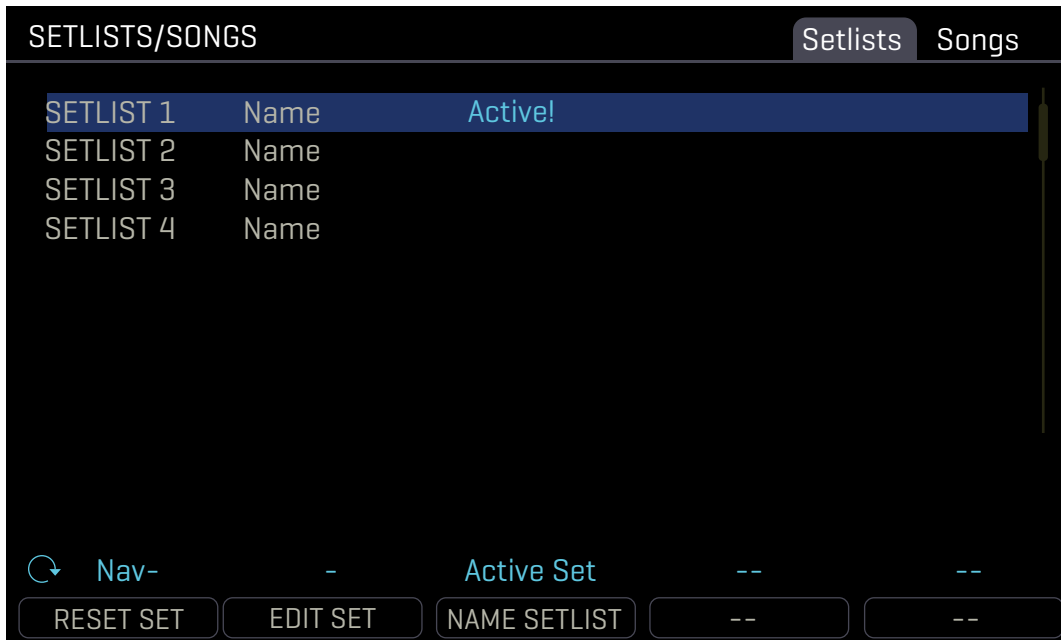 SETLISTS/SONGS Setlists Songs
SETLIST 1 Name Active!
SETLIST 2 Name
SETLIST 3 Name
SETLIST 4 Name
Nav- - Active Set -- --
RESET SET EDIT SET NAME SETLIST -- --